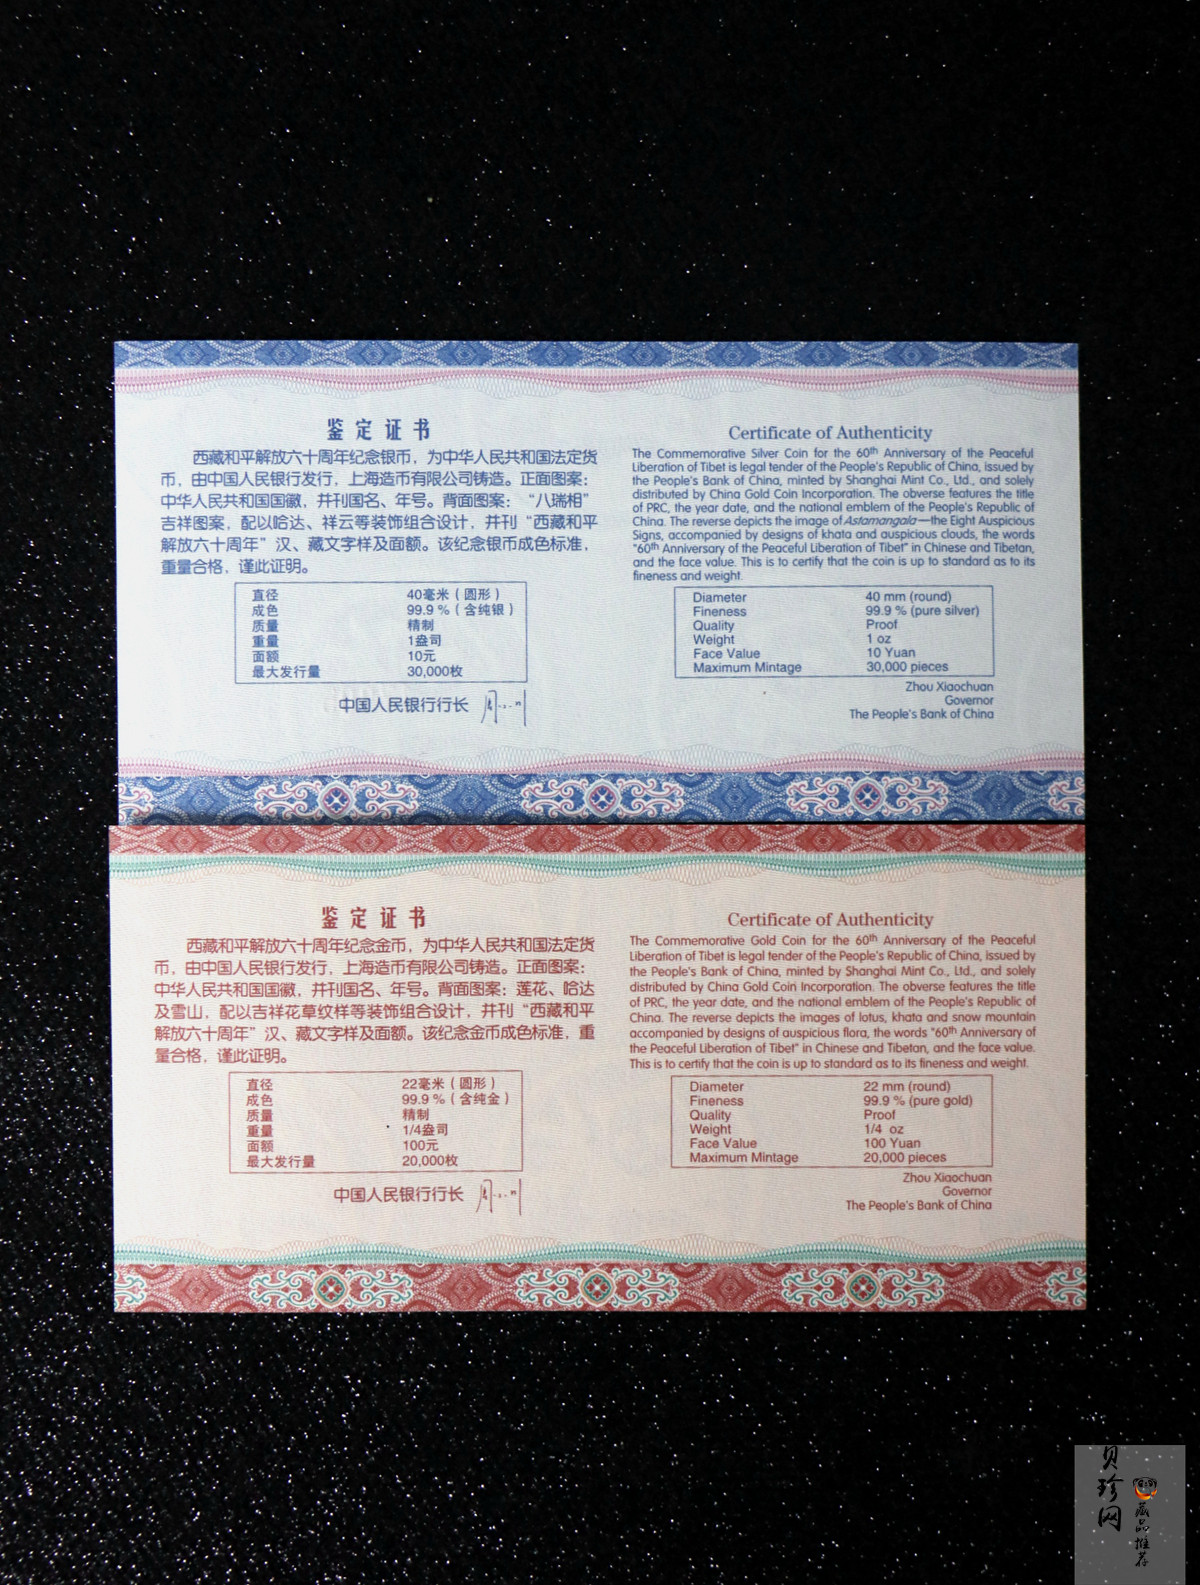 鉴定证书
西藏和平解放六十周年纪念银币，为中华人民共和国法定货
币，由中国人民银行发行，上海造币有限公司铸造。正面图案：
中华人民共和国国徽，并刊国名、年号。背面图案：“八瑞相”
吉祥图案，配以哈达、祥云等装饰组合设计，并刊“西藏和平
解放六十周年”汉、藏文字样及面额。该纪念银币成色标准，
重量合格，谨此证明。
直径 40毫米（圆形）
成色 99.9％（含纯银）
质量 精制
重量 1盎司
面额 10元
最大发行量 30,000枚
中国人民银行行长
Certificate of Authenticity
The Commemorative Silver Coin for the 60th Anniversary of the Peaceful
Liberation of Tibet is legal tender of the People's Republic of China, issued by
the People's Bank of China, minted by Shanghai Mint Co., Ltd., and solely
distributed by China Gold Coin Incorporation. The obverse features the title
of PRC, the year date, and the national emblem of the People's Republic of
China. The reverse depicts the image of Astamangala—the Eight Auspicious
Signs, accompanied by designs of khata and auspicious clouds, the words
"60th Anniversary of the Peaceful Liberation of Tibet" in Chinese and Tibetan,
and the face value. This is to certify that the coin is up to standard as to its
fineness and weight.
Diameter 40 mm (round)
Fineness 99.9 % (pure silver)
Quality Proof
Weight 1 oz
Face Value 10 Yuan
Maximum Mintage 30,000 pieces
Zhou Xiaochuan
Governor
The People's Bank of China
鉴定证书
西藏和平解放六十周年纪念金币，为中华人民共和国法定货
币，由中国人民银行发行，上海造币有限公司铸造。正面图案：
中华人民共和国国徽，并刊国名、年号。背面图案：莲花、哈达
及雪山，配以吉祥花草纹样等装饰组合设计，并刊“西藏和平
解放六十周年”汉、藏文字样及面额。该纪念金币成色标准，重
量合格，谨此证明。
直径 22毫米（圆形）
成色 99.9％（含纯金）
质量 精制
重量 1/4盎司
面额 100元
最大发行量 20,000枚
中国人民银行行长
Certificate of Authenticity
The Commemorative Gold Coin for the 60th Anniversary of the Peaceful
Liberation of Tibet is legal tender of the People's Republic of China, issued by
the People's Bank of China, minted by Shanghai Mint Co., Ltd., and solely
distributed by China Gold Coin Incorporation. The obverse features the title
of PRC, the year date, and the national emblem of the People's Republic of
China. The reverse depicts the images of lotus, khata and snow mountain
accompanied by designs of auspicious flora, the words "60th Anniversary of
the Peaceful Liberation of Tibet" in Chinese and Tibetan, and the face value.
This is to certify that the coin is up to standard as to its fineness and weight.
Diameter 22 mm (round)
Fineness 99.9 % (pure gold)
Quality Proof
Weight 1/4 oz
Face Value 100 Yuan
Maximum Mintage 20,000 pieces
Zhou Xiaochuan
Governor
The People's Bank of China
贝珍网
藏品推荐